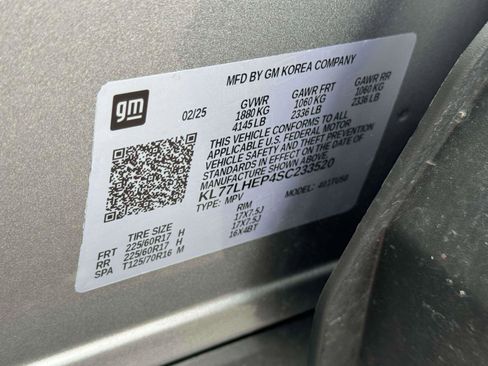 MFD BY GM KOREA COMPANY
gm
02/25
GVWR GAWR FRT GAWR RR
1880 KG 1060 KG 1060 KG
4145 LB 2336 LB 2336 LB
THIS VEHICLE CONFORMS TO ALL
APPLICABLE U.S. FEDERAL MOTOR
VEHICLE SAFETY AND THEFT PREVENTION
STANDARDS IN EFFECT ON THE DATE OF
MANUFACTURE SHOWN ABOVE.
KL77LHEP4SC233520
TYPE: MPV MODEL: 4U1TU58
TIRE SIZE RIM
FRT 225/60R17 H 17X7.5J
RR 225/60R17 H 17X7.5J
SPA T125/70R16 M 16X4BT